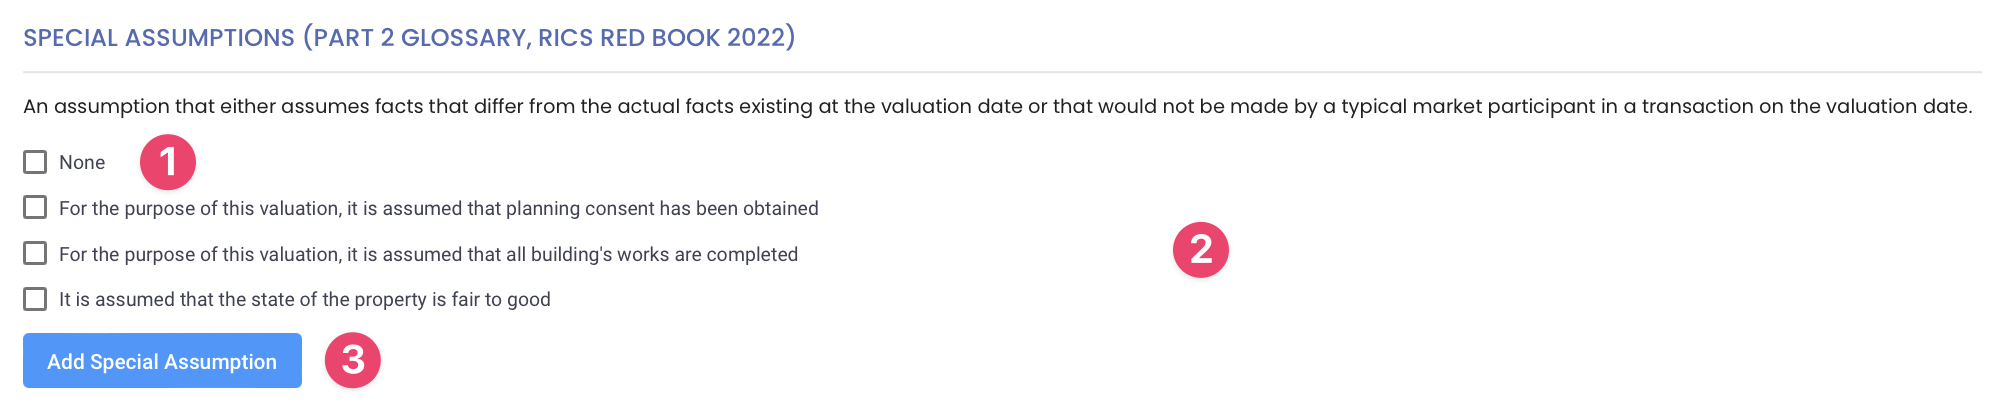 SPECIAL ASSUMPTIONS (PART 2 GLOSSARY, RICS RED BOOK 2022)
An assumption that either assumes facts that differ from the actual facts existing at the valuation date or that would not be made by a typical market participant in a transaction on the valuation date.
None 1
For the purpose of this valuation, it is assumed that planning consent has been obtained
2
For the purpose of this valuation, it is assumed that all building's works are completed
It is assumed that the state of the property is fair to good
Add Special Assumption 3